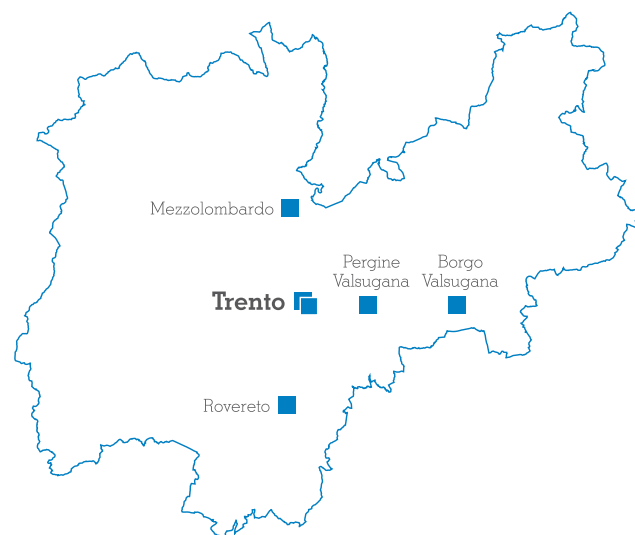 Mezzolombardo
Pergine
Valsugana
Borgo
Valsugana
Trento
Rovereto